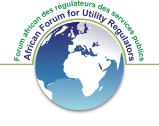 Forum africain des régulateurs des services publics
African Forum for Utility Regulators